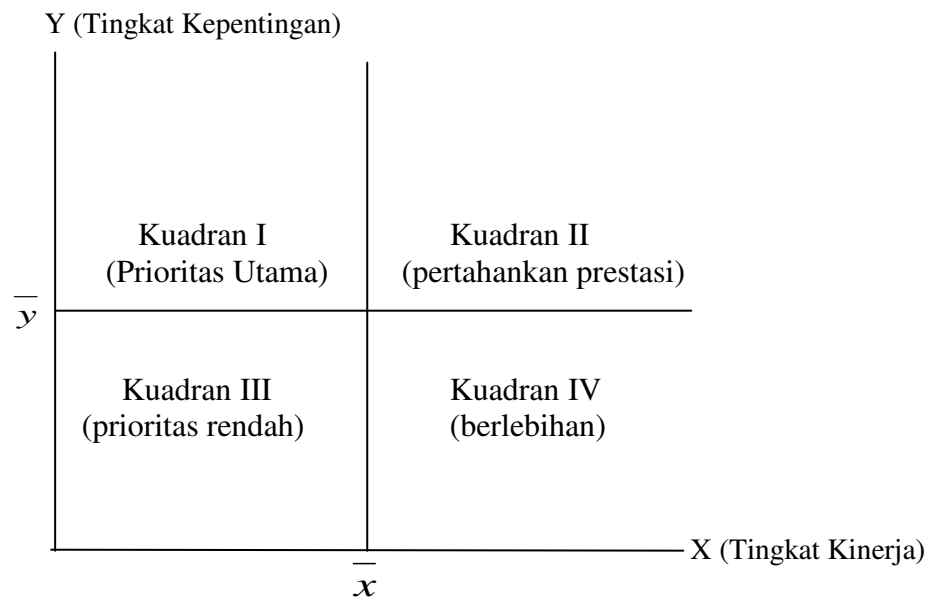 Y (Tingkat Kepentingan)
Kuadran I
(Prioritas Utama)
Kuadran II
(pertahankan prestasi)
y̅
Kuadran III
(prioritas rendah)
Kuadran IV
(berlebihan)
X (Tingkat Kinerja)
x̅